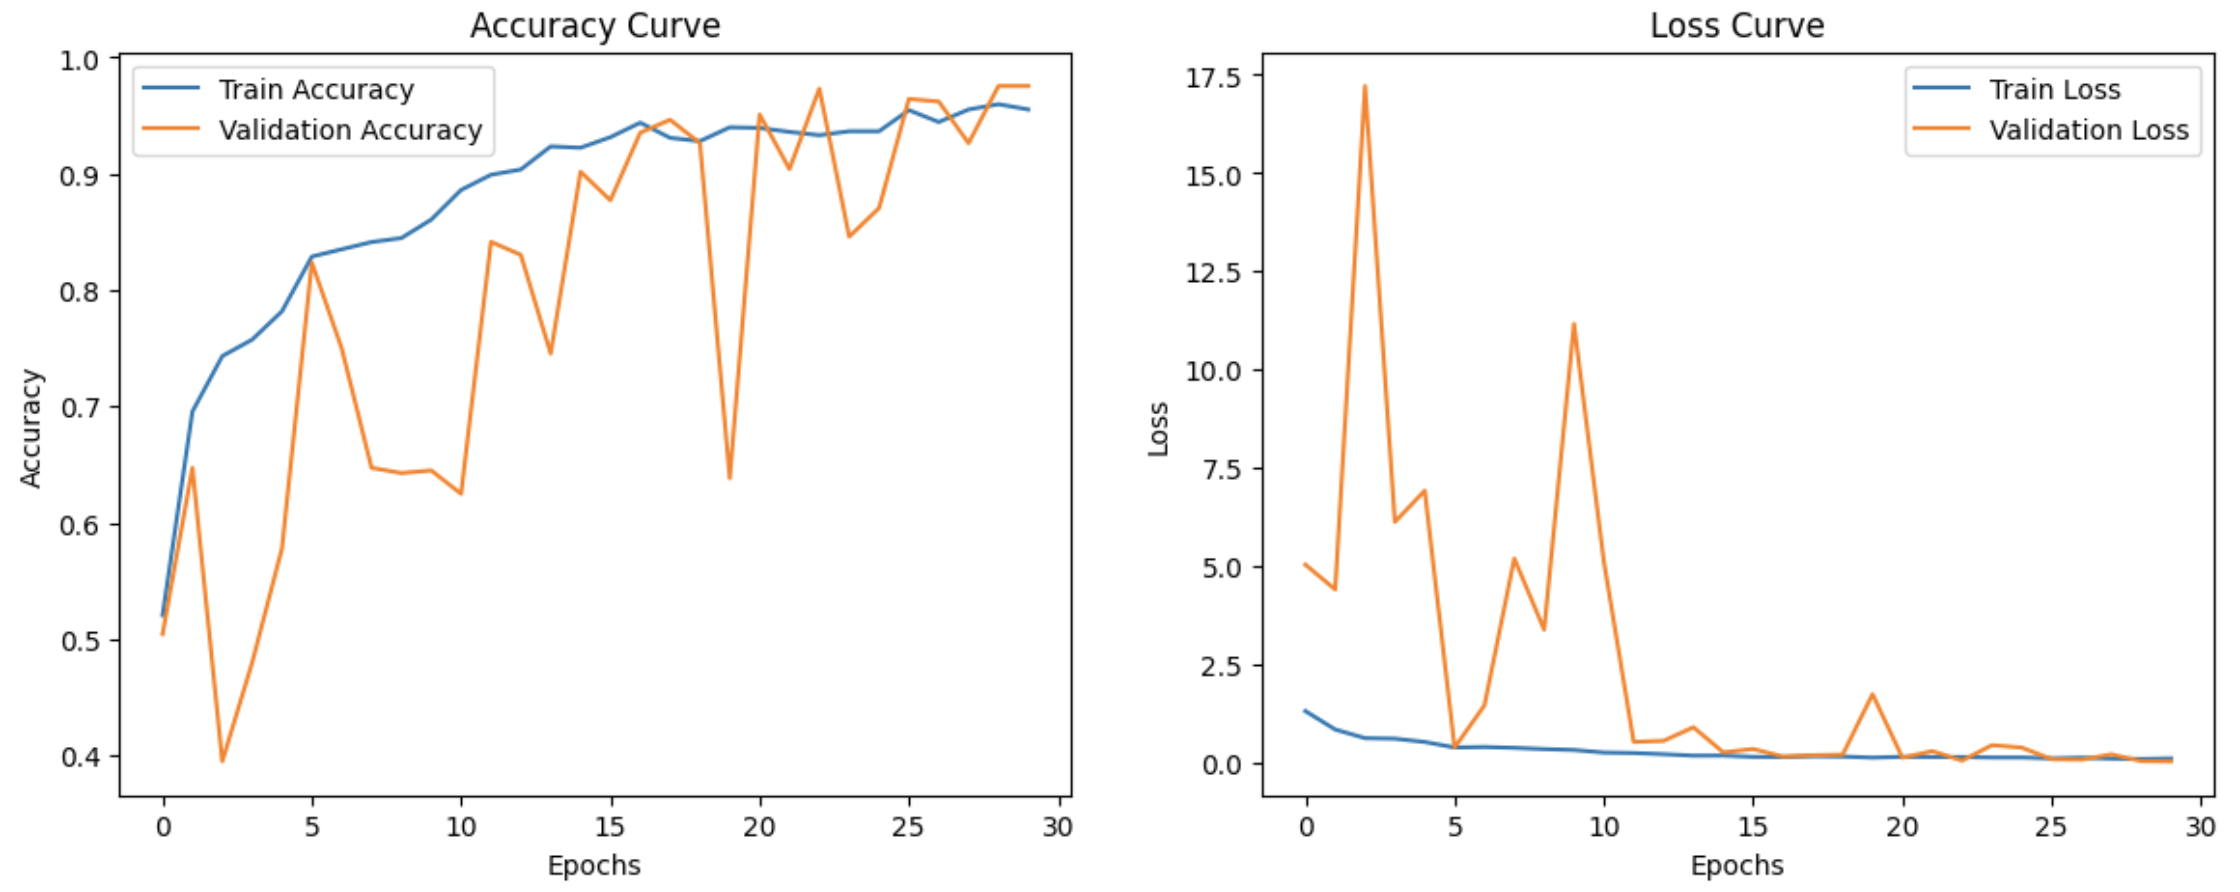 Accuracy Curve
Train Accuracy
Validation Accuracy
1.0
0.9
0.8
0.7
0.6
0.5
0.4
Accuracy
0 5 10 15 20 25 30
Epochs
Loss Curve
Train Loss
Validation Loss
17.5
15.0
12.5
10.0
7.5
5.0
2.5
0.0
Loss
0 5 10 15 20 25 30
Epochs